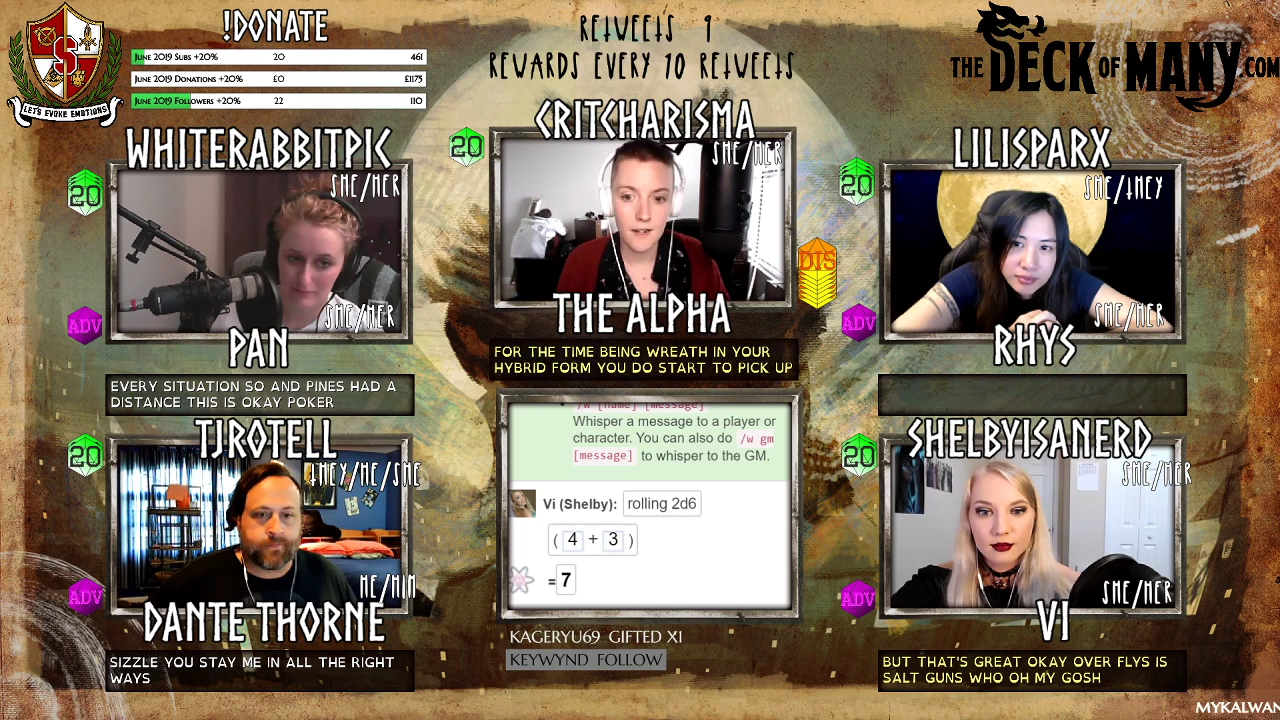 !DONATE
JUNE 2019 SUBS +20% 20 461
JUNE 2019 DONATIONS +20% £0 £1175
JUNE 2019 FOLLOWERS +20% 22 110
LET'S EVOKE EMOTIONS
RETWEETS 9
REWARDS EVERY 10 RETWEETS
THE DECK OF MANY.COM
WHITERABBITPIC
SHE/HER
20
ADV
SHE/HER
PAN
EVERY SITUATION SO AND PINES HAD A
DISTANCE THIS IS OKAY POKER
CRITCHARISMA
SHE/HER
20
DIS
THE ALPHA
FOR THE TIME BEING WREATH IN YOUR
HYBRID FORM YOU DO START TO PICK UP
LILISPARX
SHE/THEY
20
ADV
SHE/HER
RHYS
TJROTELL
THEY/HE/SHE
20
ADV
HE/HIM
DANTE THORNE
SIZZLE YOU STAY ME IN ALL THE RIGHT
WAYS
/w [name] [message]
Whisper a message to a player or
character. You can also do /w gm
[message] to whisper to the GM.
Vi (Shelby): rolling 2d6
( 4 + 3 )
= 7
KAGERYU69 GIFTED X1
KEYWYND FOLLOW
SHELBYISANERD
SHE/HER
20
ADV
SHE/HER
VI
BUT THAT'S GREAT OKAY OVER FLYS IS
SALT GUNS WHO OH MY GOSH
MYKALWAN